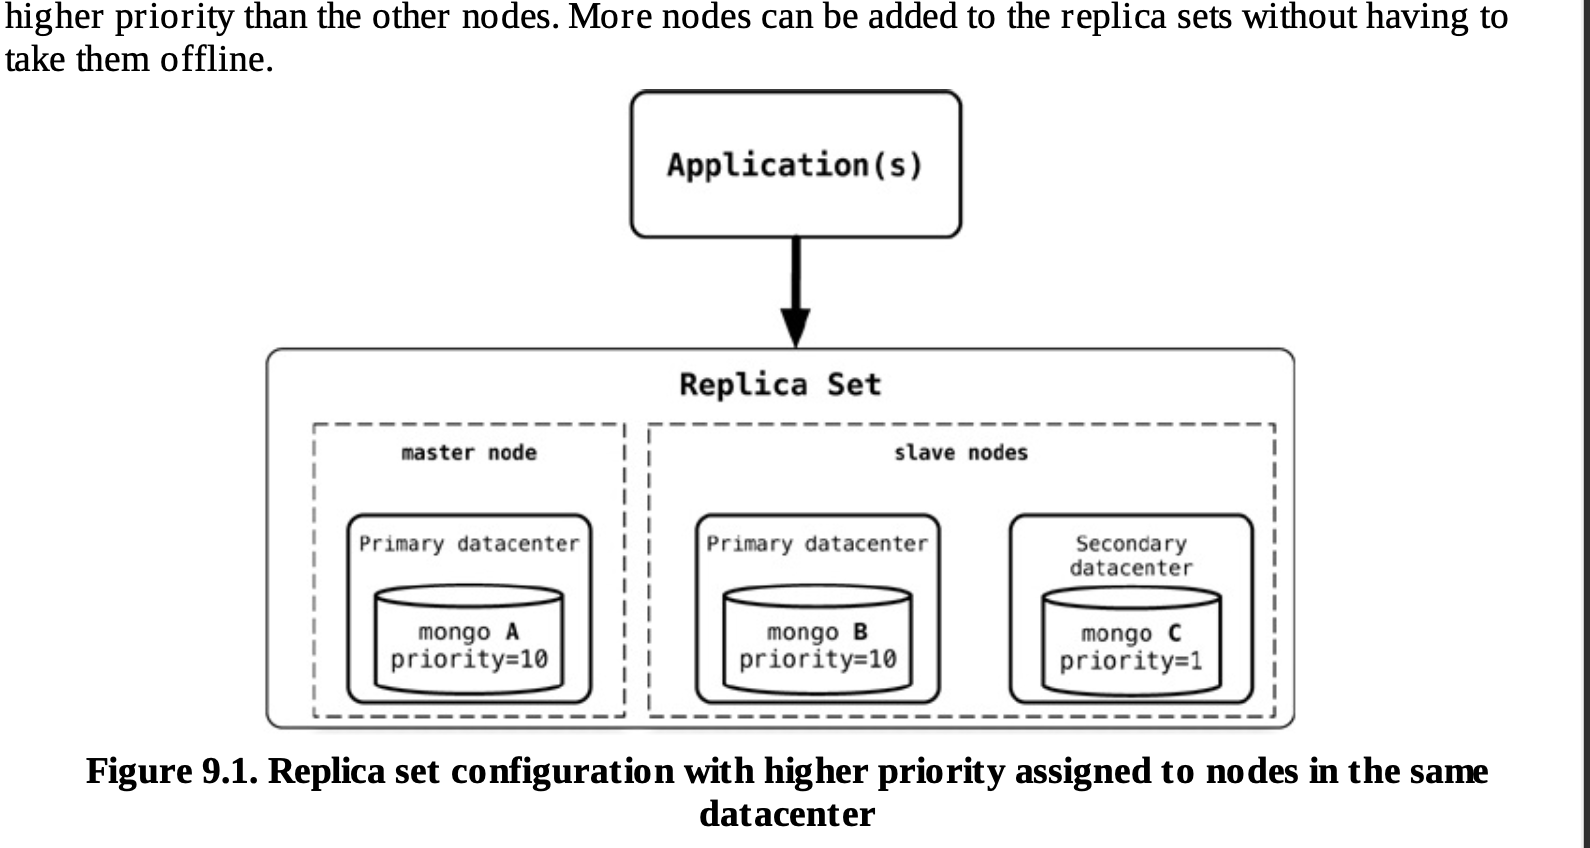 higher priority than the other nodes. More nodes can be added to the replica sets without having to
take them offline.
Application(s)
Replica Set
master node
slave nodes
Primary datacenter
mongo A
priority=10
Primary datacenter
mongo B
priority=10
Secondary
datacenter
mongo C
priority=1
Figure 9.1. Replica set configuration with higher priority assigned to nodes in the same
datacenter